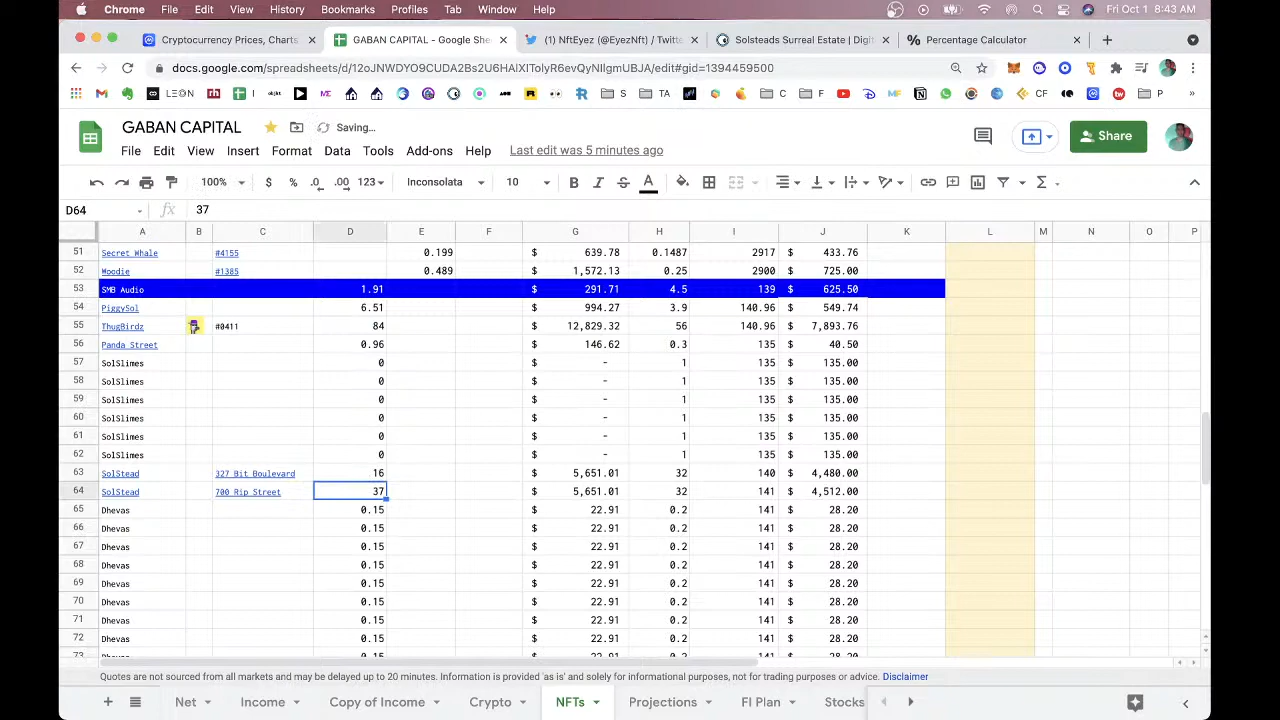 Chrome File Edit View History Bookmarks Profiles Tab Window Help Fri Oct 1 8:43 AM
Cryptocurrency Prices, Charts GABAN CAPITAL - Google She (1) NftEyez (@EyezNft) / Twitte Solsteads Surreal Estate | Digit Percentage Calculator
docs.google.com/spreadsheets/d/12oJNWDYO9CUDA2Bs2U6HAIXITolyR6evQyNIlgmUBJA/edit#gid=1394459500
LEON I S TA C F CF P
GABAN CAPITAL Saving...
Share
File Edit View Insert Format Data Tools Add-ons Help Last edit was 5 minutes ago
100% $ % .0 .00 123 Inconsolata 10 B I S A
D64 fx 37
A B C D E F G H I J K L M N O P
51 Secret Whale #4155 0.199 $ 639.78 0.1487 2917 $ 433.76
52 Woodie #1385 0.489 $ 1,572.13 0.25 2900 $ 725.00
53 SMB Audio 1.91 $ 291.71 4.5 139 $ 625.50
54 PiggySol 6.51 $ 994.27 3.9 140.96 $ 549.74
55 ThugBirdz #0411 84 $ 12,829.32 56 140.96 $ 7,893.76
56 Panda Street 0.96 $ 146.62 0.3 135 $ 40.50
57 SolSlimes 0 $ - 1 135 $ 135.00
58 SolSlimes 0 $ - 1 135 $ 135.00
59 SolSlimes 0 $ - 1 135 $ 135.00
60 SolSlimes 0 $ - 1 135 $ 135.00
61 SolSlimes 0 $ - 1 135 $ 135.00
62 SolSlimes 0 $ - 1 135 $ 135.00
63 SolStead 327 Bit Boulevard 16 $ 5,651.01 32 140 $ 4,480.00
64 SolStead 700 Rip Street 37 $ 5,651.01 32 141 $ 4,512.00
65 Dhevas 0.15 $ 22.91 0.2 141 $ 28.20
66 Dhevas 0.15 $ 22.91 0.2 141 $ 28.20
67 Dhevas 0.15 $ 22.91 0.2 141 $ 28.20
68 Dhevas 0.15 $ 22.91 0.2 141 $ 28.20
69 Dhevas 0.15 $ 22.91 0.2 141 $ 28.20
70 Dhevas 0.15 $ 22.91 0.2 141 $ 28.20
71 Dhevas 0.15 $ 22.91 0.2 141 $ 28.20
72 Dhevas 0.15 $ 22.91 0.2 141 $ 28.20
73 Dhevas 0.15 $ 22.91 0.2 141 $ 28.20
Quotes are not sourced from all markets and may be delayed up to 20 minutes. Information is provided 'as is' and solely for informational purposes, not for trading purposes or advice. Disclaimer
Net Income Copy of Income Crypto NFTs Projections FI Plan Stocks